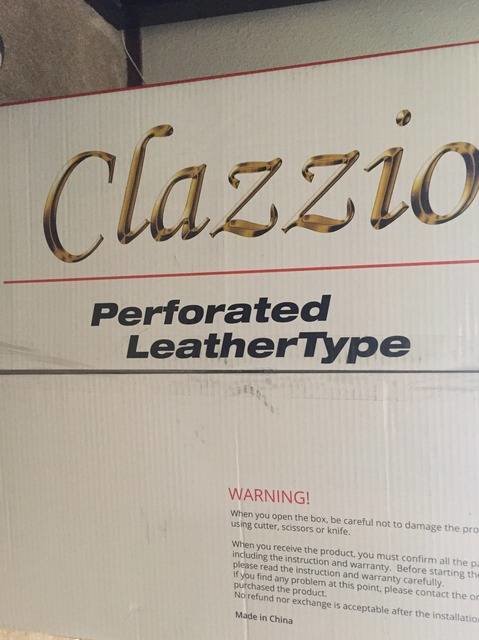 Clazzio
Perforated
LeatherType
WARNING!
When you open the box, be careful not to damage the
using cutter, scissors or knife.
When you receive the product, you must confirm all the
including the instruction and warranty. Before starting the
please read the instruction and warranty carefully.
If you find any problem at this point, please contact the
purchased the product.
No refund nor exchange is acceptable after the
Made in China